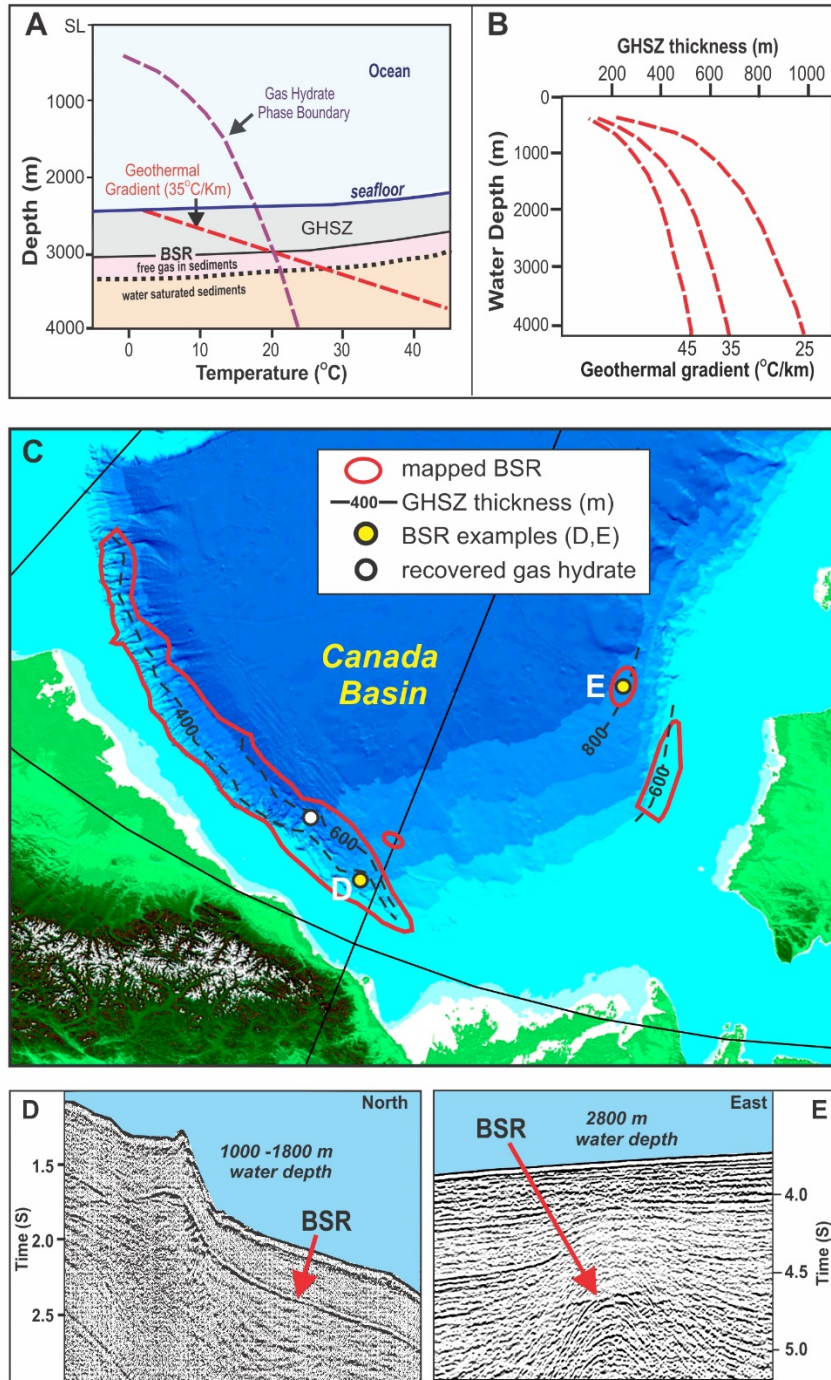 A
SL
1000
2000
3000
4000
Depth (m)
Ocean
Gas Hydrate
Phase Boundary
Geothermal
Gradient (35°C/Km)
seafloor
GHSZ
BSR
free gas in sediments
water saturated sediments
0 10 20 30 40
Temperature (°C)
B
GHSZ thickness (m)
200 400 600 800 1000
0
1000
2000
3000
4000
Water Depth (m)
45 35 25
Geothermal gradient (°C/km)
C
mapped BSR
400 GHSZ thickness (m)
BSR examples (D,E)
recovered gas hydrate
Canada
Basin
E
800
600
400
600
D
D
North
1000 -1800 m
water depth
BSR
1.5
2.0
2.5
Time (S)
East
E
2800 m
water depth
BSR
4.0
4.5
5.0
Time (S)